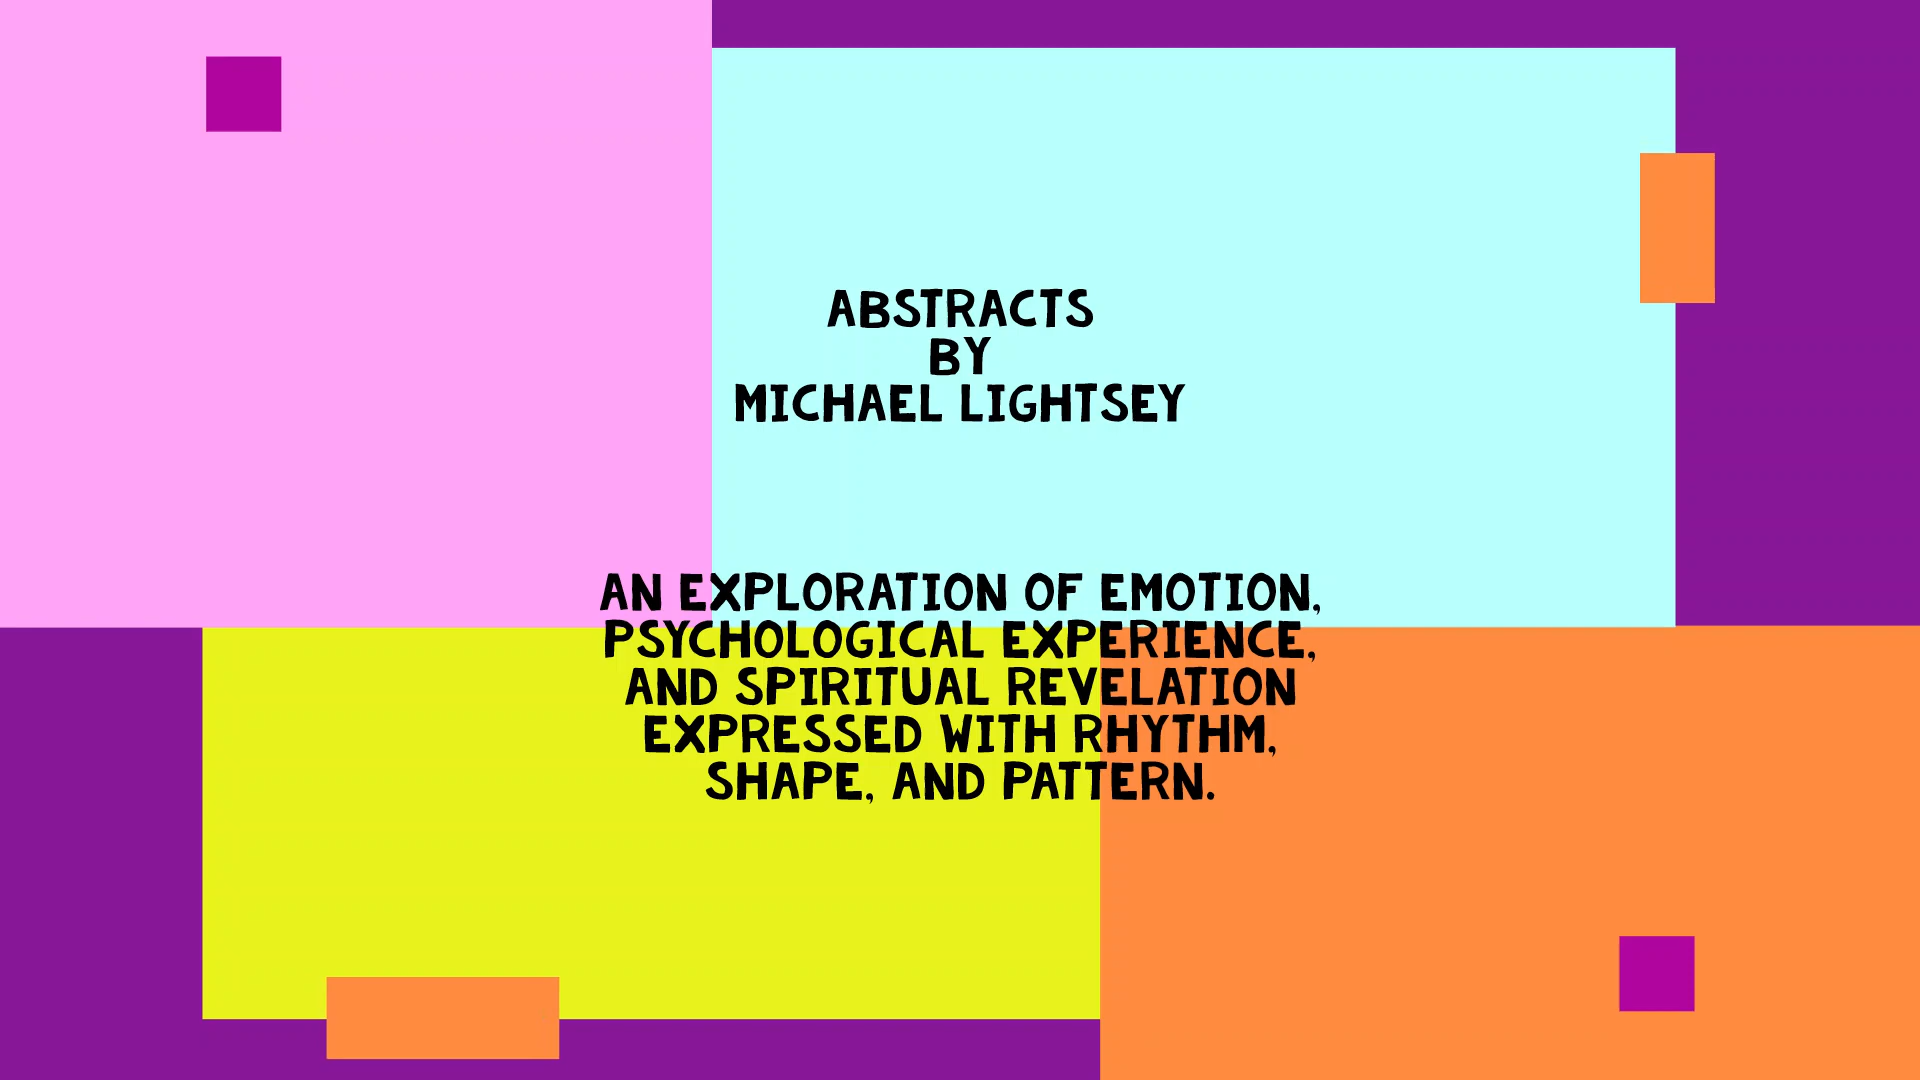 ABSTRACTS
BY
MICHAEL LIGHTSEY
AN EXPLORATION OF EMOTION,
PSYCHOLOGICAL EXPERIENCE,
AND SPIRITUAL REVELATION
EXPRESSED WITH RHYTHM,
SHAPE, AND PATTERN.